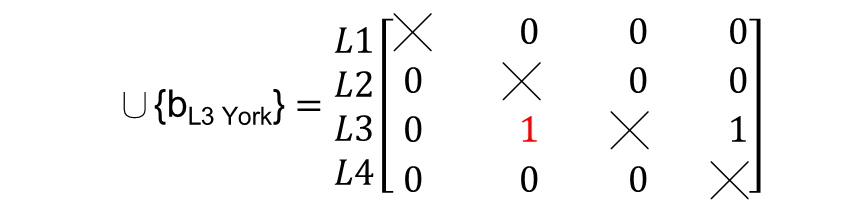 L1 ╳ 0 0 0
L2 0 ╳ 0 0
∪{b_L3 York} =
L3 0 1 ╳ 1
L4 0 0 0 ╳